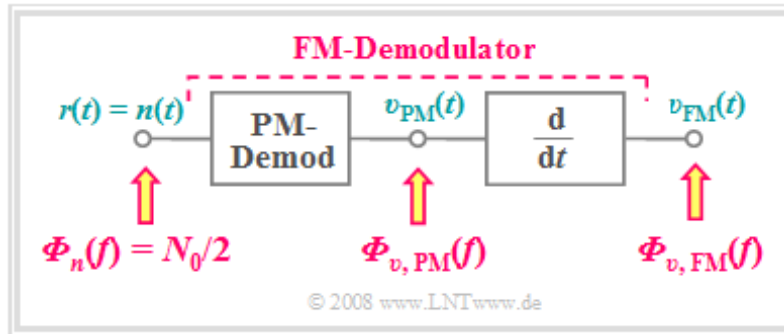 FM-Demodulator
r(t) = n(t)
PM-
Demod
v_PM(t)
d
dt
v_FM(t)
Φ_n(f) = N_0/2
Φ_v, PM(f)
Φ_v, FM(f)
© 2008 www.LNTwww.de